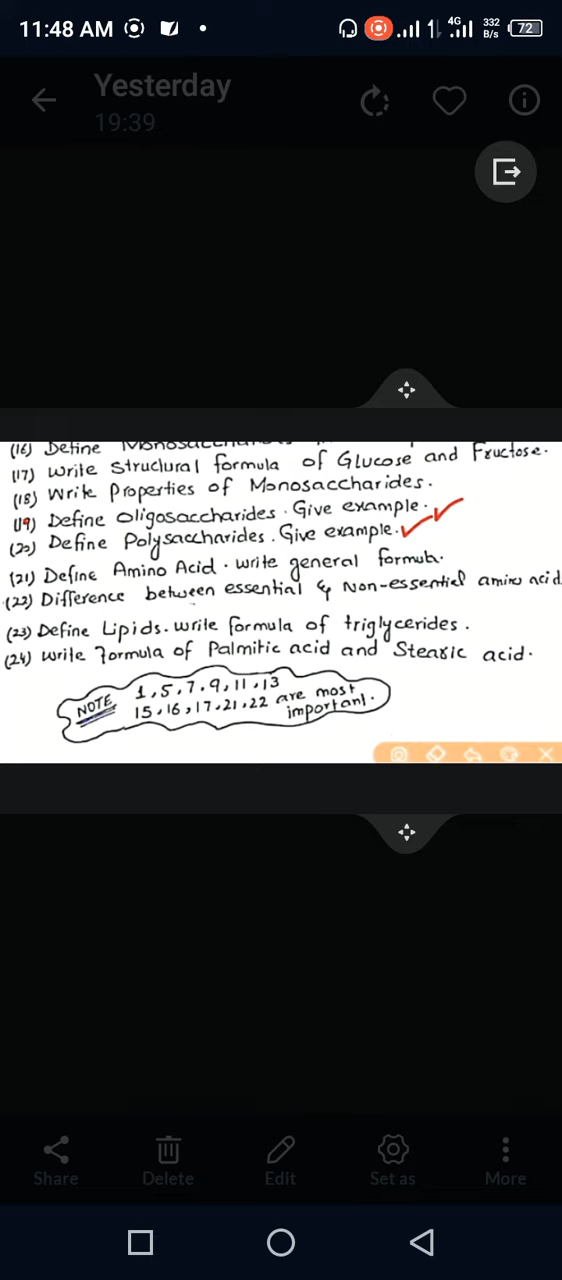 11:48 AM
4G 332 B/s 72
Yesterday
19:39
(16) Define
(17) Write Structural formula of Glucose and Fructose.
(18) Write Properties of Monosaccharides.
(19) Define Oligosaccharides. Give example.
(20) Define Polysaccharides. Give example.
(21) Define Amino Acid. write general formula.
(22) Difference between essential & Non-essential amino acid
(23) Define Lipids. write formula of triglycerides.
(24) Write Formula of Palmitic acid and Stearic acid.
NOTE 1, 5, 7, 9, 11, 13
15, 16, 17, 21, 22 are most important.
Share Delete Edit Set as More